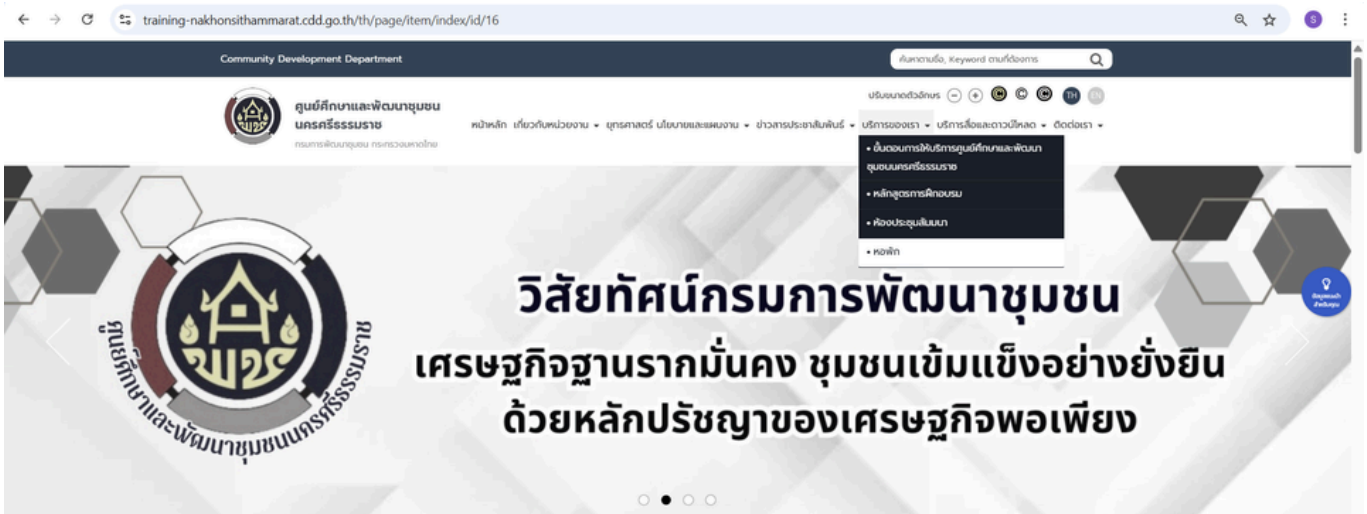 training-nakhonsithammarat.cdd.go.th/th/page/item/index/id/16
S
Community Development Department
ค้นหาตามชื่อ, Keyword ตามที่ต้องการ
ปรับขนาดตัวอักษร − + C C C TH EN
ศูนย์ศึกษาและพัฒนาชุมชน
นครศรีธรรมราช
กรมการพัฒนาชุมชน กระทรวงมหาดไทย
หน้าหลัก เกี่ยวกับหน่วยงาน ยุทธศาสตร์ นโยบายและแผนงาน ข่าวสารประชาสัมพันธ์ บริการของเรา บริการสื่อและดาวน์โหลด ติดต่อเรา
• ขั้นตอนการให้บริการศูนย์ศึกษาและพัฒนา
ชุมชนนครศรีธรรมราช
• หลักสูตรการฝึกอบรม
• ห้องประชุมสัมมนา
• หอพัก
วิสัยทัศน์กรมการพัฒนาชุมชน
เศรษฐกิจฐานรากมั่นคง ชุมชนเข้มแข็งอย่างยั่งยืน
ด้วยหลักปรัชญาของเศรษฐกิจพอเพียง
ศูนย์ศึกษาและพัฒนาชุมชนนครศรีธรรมราช
ข้อมูลแนะนำ
สำหรับคุณ